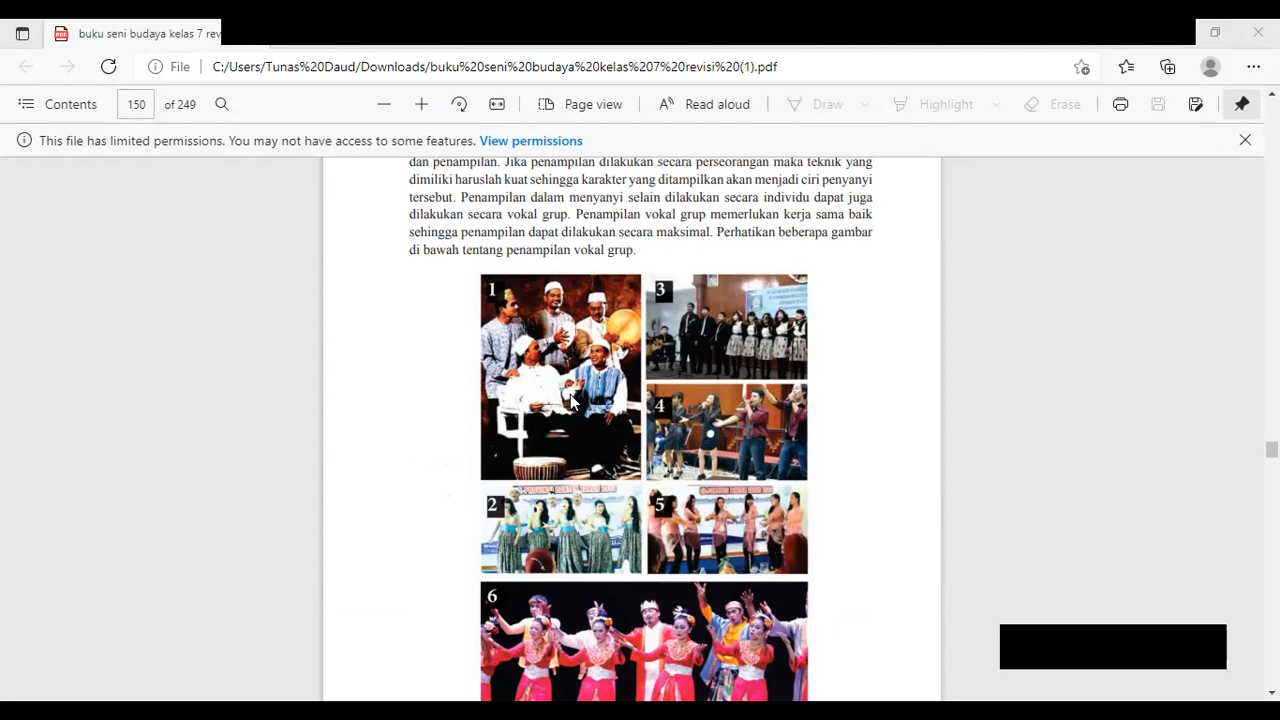 buku seni budaya kelas 7 rev
File C:/Users/Tunas%20Daud/Downloads/buku%20seni%20budaya%20kelas%207%20revisi%20(1).pdf
Contents 150 of 249 Page view Read aloud Draw Highlight Erase
This file has limited permissions. You may not have access to some features. View permissions
dan penampilan. Jika penampilan dilakukan secara perseorangan maka teknik yang
dimiliki haruslah kuat sehingga karakter yang ditampilkan akan menjadi ciri penyanyi
tersebut. Penampilan dalam menyanyi selain dilakukan secara individu dapat juga
dilakukan secara vokal grup. Penampilan vokal grup memerlukan kerja sama baik
sehingga penampilan dapat dilakukan secara maksimal. Perhatikan beberapa gambar
di bawah tentang penampilan vokal grup.
1
3
4
2
5
6